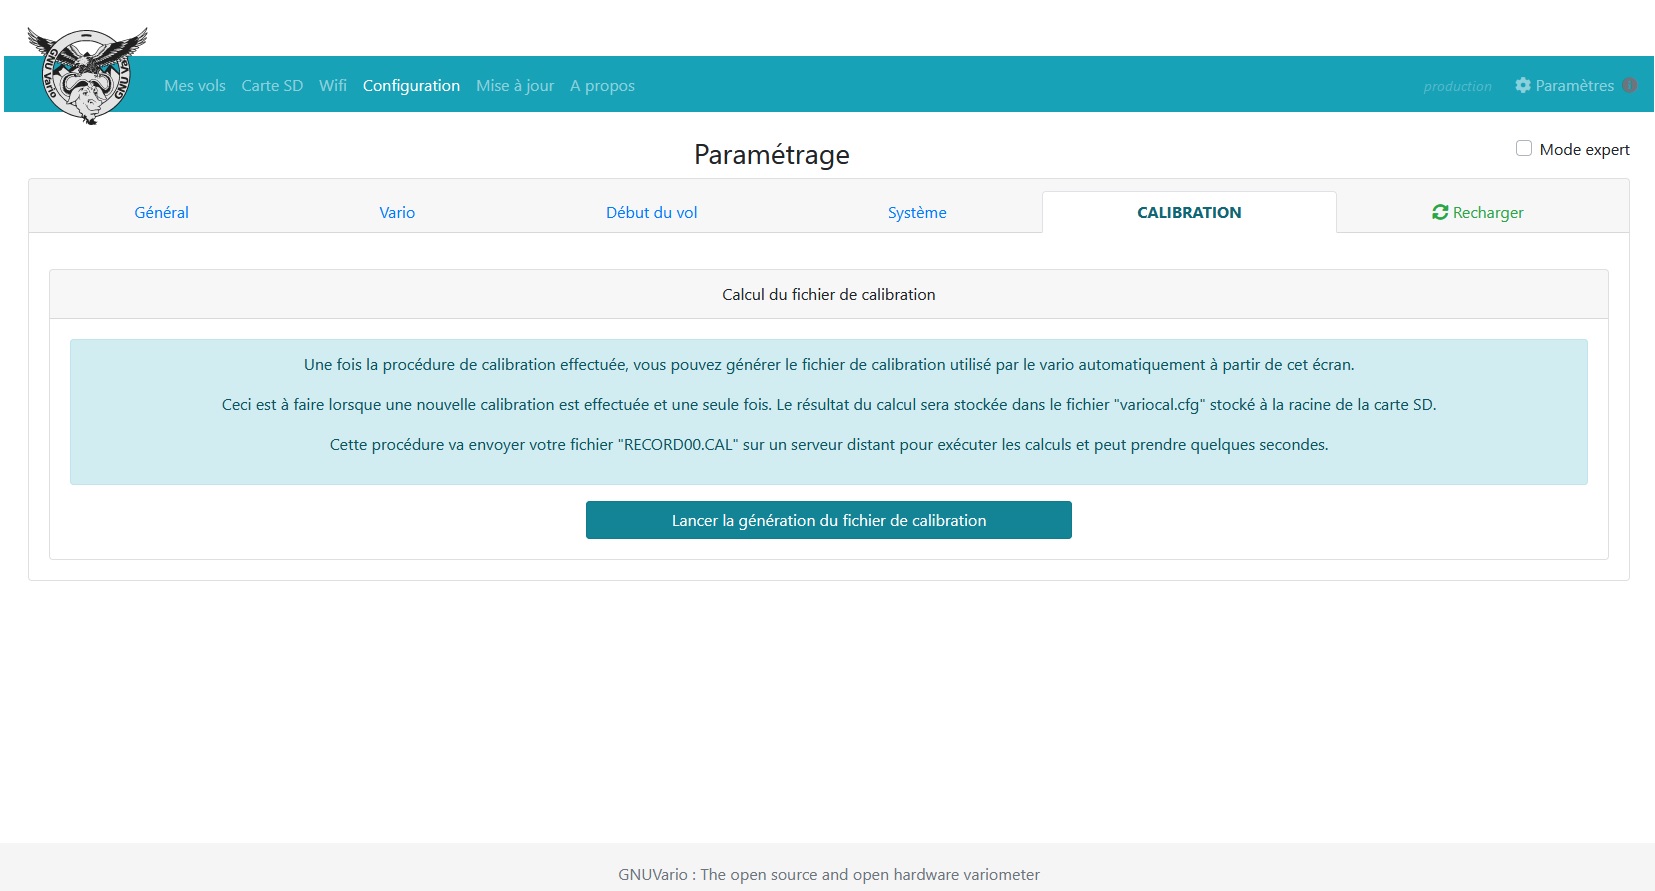 GNU Vario
GNU Vario
Mes vols Carte SD Wifi Configuration Mise à jour A propos
production Paramètres
Paramétrage
Mode expert
Général Vario Début du vol Système CALIBRATION Recharger
Calcul du fichier de calibration
Une fois la procédure de calibration effectuée, vous pouvez générer le fichier de calibration utilisé par le vario automatiquement à partir de cet écran.
Ceci est à faire lorsque une nouvelle calibration est effectuée et une seule fois. Le résultat du calcul sera stockée dans le fichier "variocal.cfg" stocké à la racine de la carte SD.
Cette procédure va envoyer votre fichier "RECORD00.CAL" sur un serveur distant pour exécuter les calculs et peut prendre quelques secondes.
Lancer la génération du fichier de calibration
GNUVario : The open source and open hardware variometer